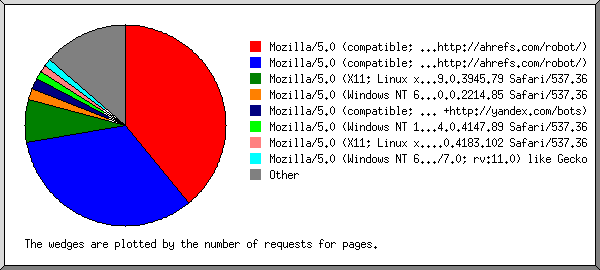 Mozilla/5.0 (compatible; ...http://ahrefs.com/robot/)
Mozilla/5.0 (compatible; ...http://ahrefs.com/robot/)
Mozilla/5.0 (X11; Linux x...9.0.3945.79 Safari/537.36
Mozilla/5.0 (Windows NT 6...0.0.2214.85 Safari/537.36
Mozilla/5.0 (compatible; ... +http://yandex.com/bots)
Mozilla/5.0 (Windows NT 1...4.0.4147.89 Safari/537.36
Mozilla/5.0 (X11; Linux x....0.4183.102 Safari/537.36
Mozilla/5.0 (Windows NT 6.../7.0; rv:11.0) like Gecko
Other
The wedges are plotted by the number of requests for pages.